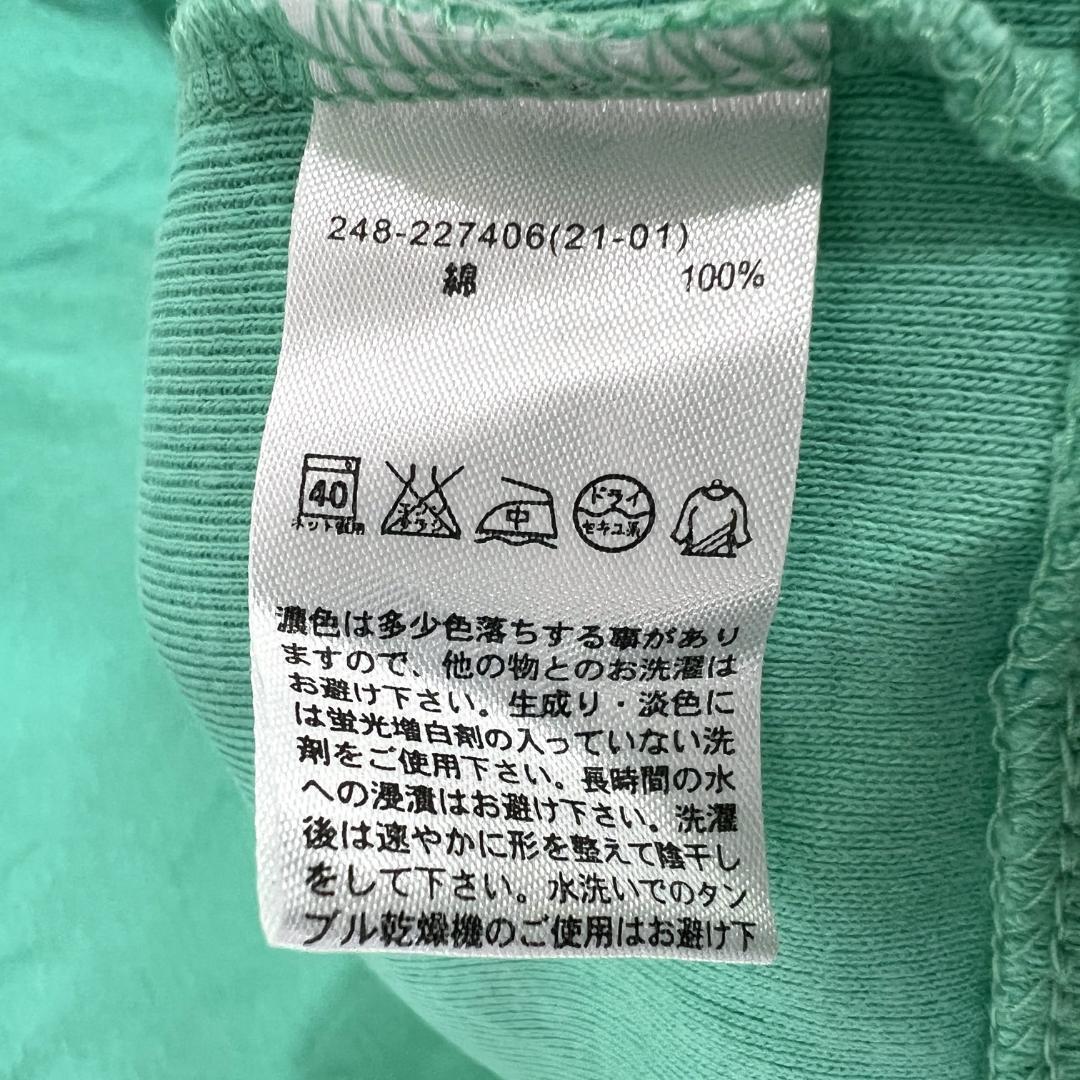 248-227406(21-01)
綿 100%
40
ネット使用
エンソサラシ
中
ドライ
セキユ系
濃色は多少色落ちする事があり
ますので、他の物とのお洗濯は
お避け下さい。生成り・淡色に
は蛍光増白剤の入っていない洗
剤をご使用下さい。長時間の水
への浸漬はお避け下さい。洗濯
後は速やかに形を整えて陰干し
をして下さい。水洗いでのタン
ブル乾燥機のご使用はお避け下